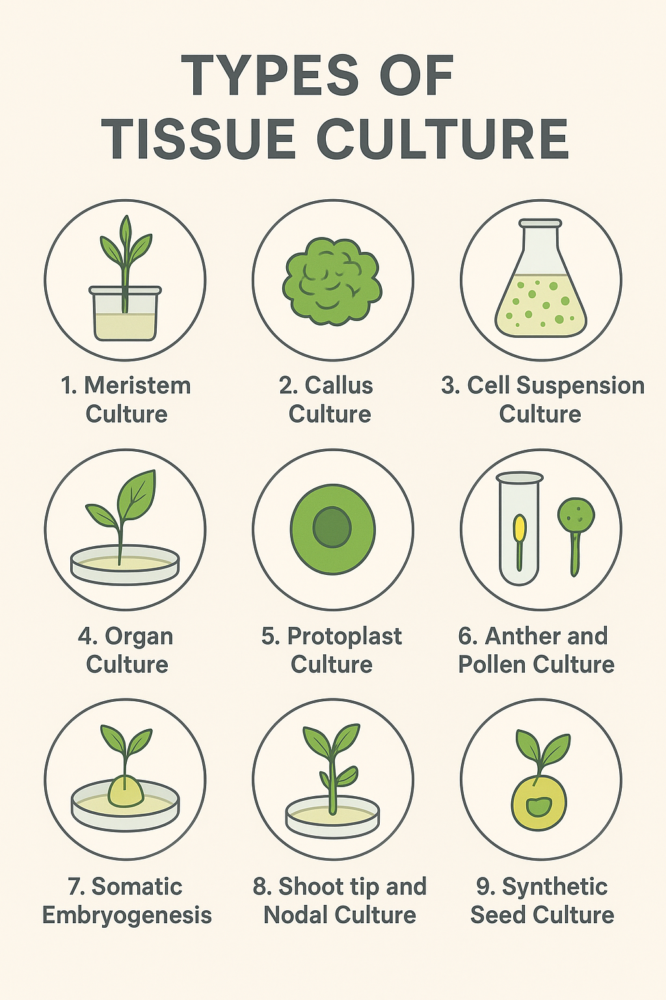 TYPES OF
TISSUE CULTURE
1. Meristem
Culture
2. Callus
Culture
3. Cell Suspension
Culture
4. Organ
Culture
5. Protoplast
Culture
6. Anther and
Pollen Culture
7. Somatic
Embryogenesis
8. Shoot tip and
Nodal Culture
9. Synthetic
Seed Culture